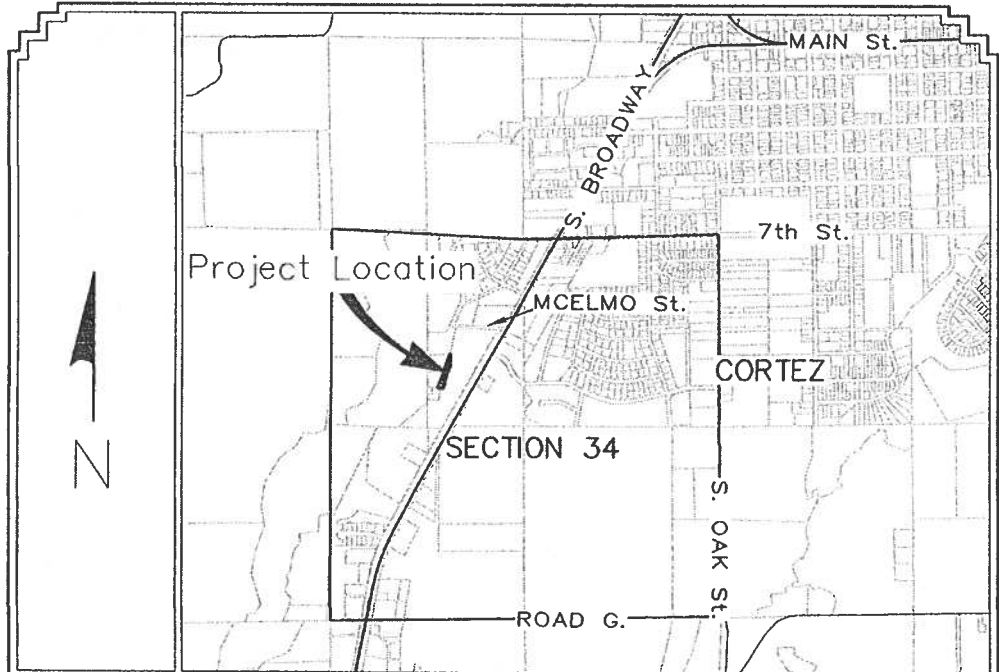 MAIN St.
S. BROADWAY
7th St.
Project Location
MCELMO St.
CORTEZ
N
SECTION 34
S. OAK St.
ROAD G.